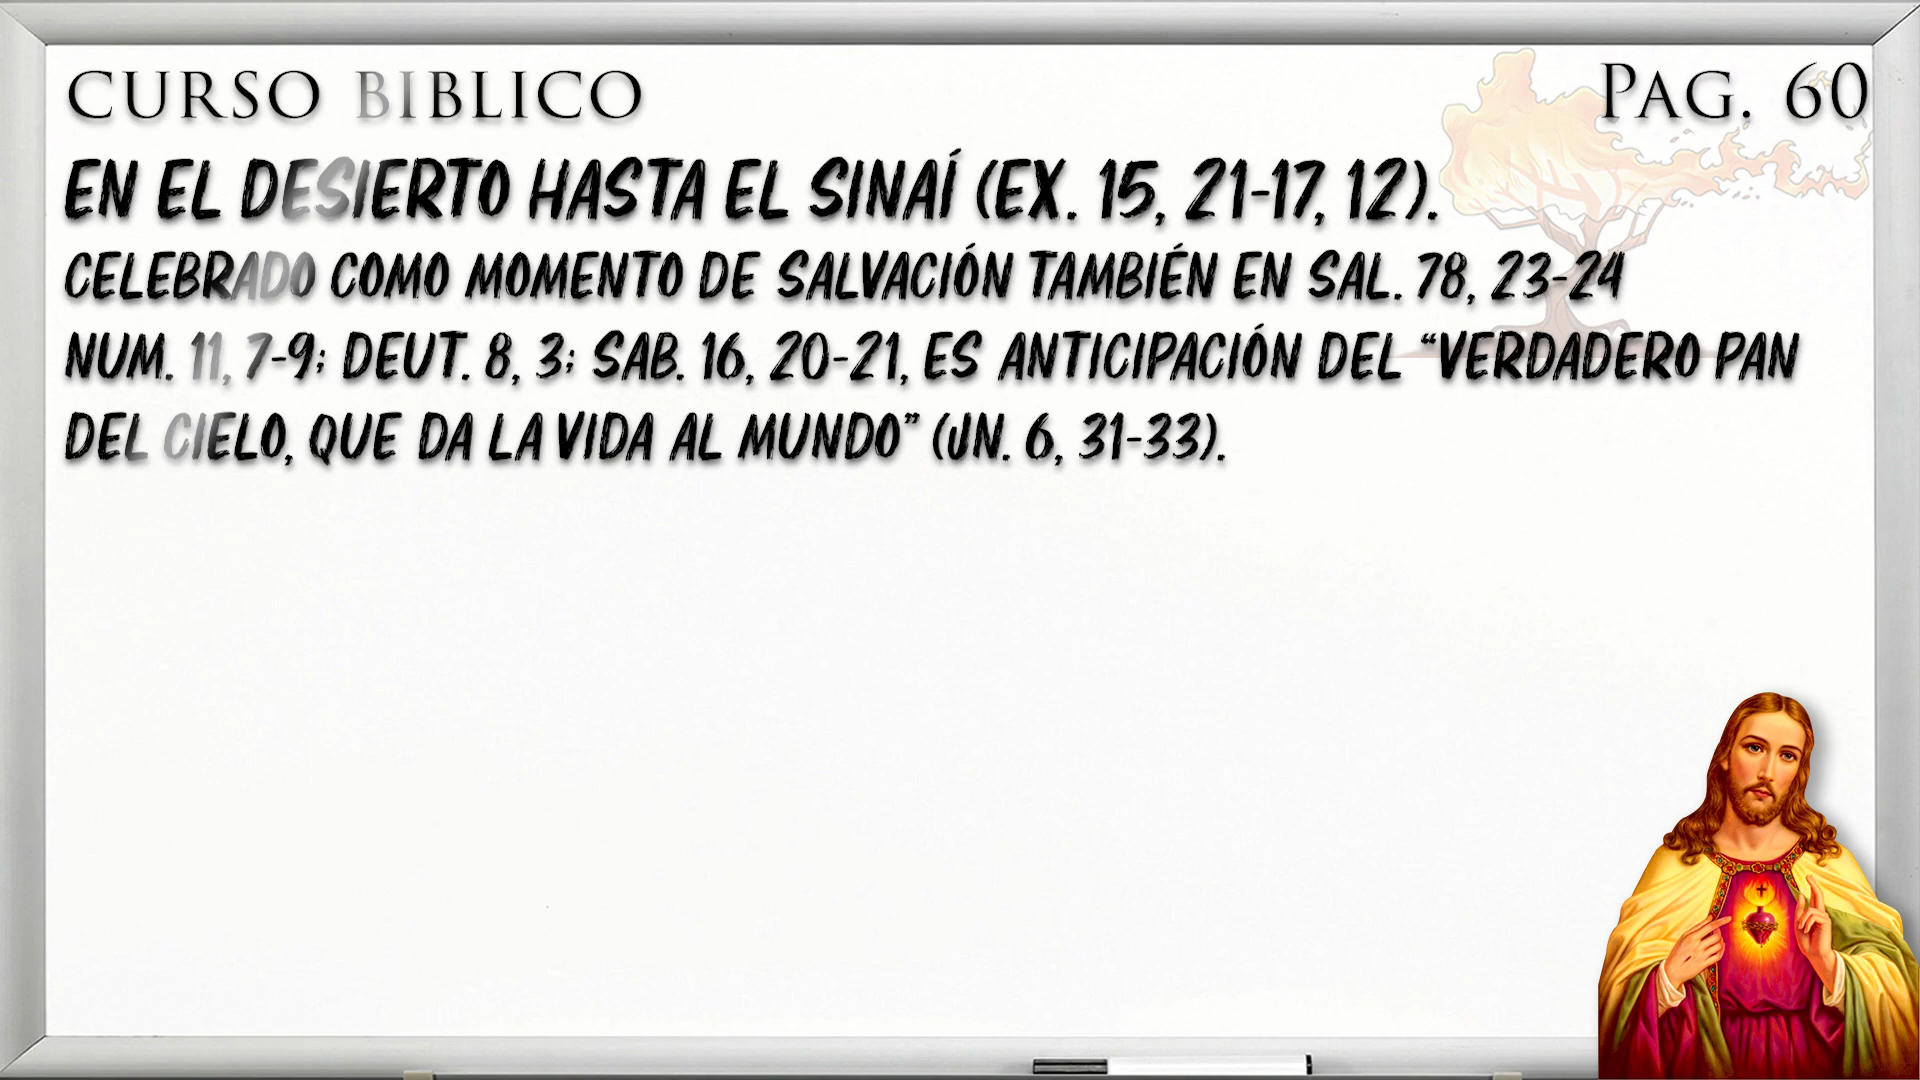 CURSO BIBLICO
PAG. 60
EN EL DESIERTO HASTA EL SINAÍ (EX. 15, 21-17, 12).
CELEBRADO COMO MOMENTO DE SALVACIÓN TAMBIÉN EN SAL. 78, 23-24
NUM. 11, 7-9; DEUT. 8, 3; SAB. 16, 20-21, ES ANTICIPACIÓN DEL “VERDADERO PAN
DEL CIELO, QUE DA LA VIDA AL MUNDO” (JN. 6, 31-33).